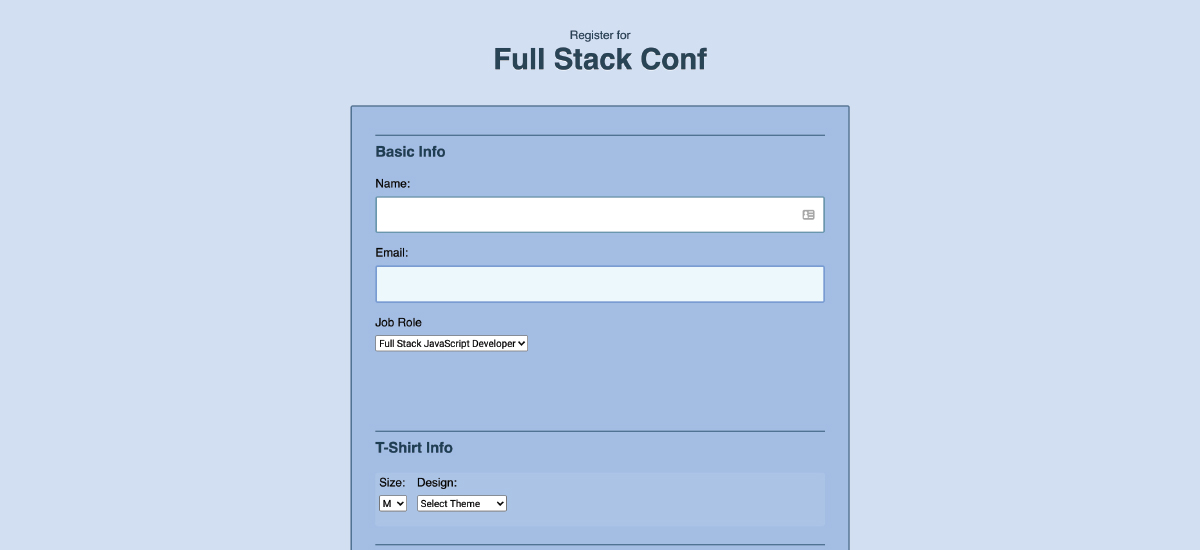 Register for
Full Stack Conf
Basic Info
Name:
Email:
Job Role
Full Stack JavaScript Developer
T-Shirt Info
Size: Design:
M Select Theme